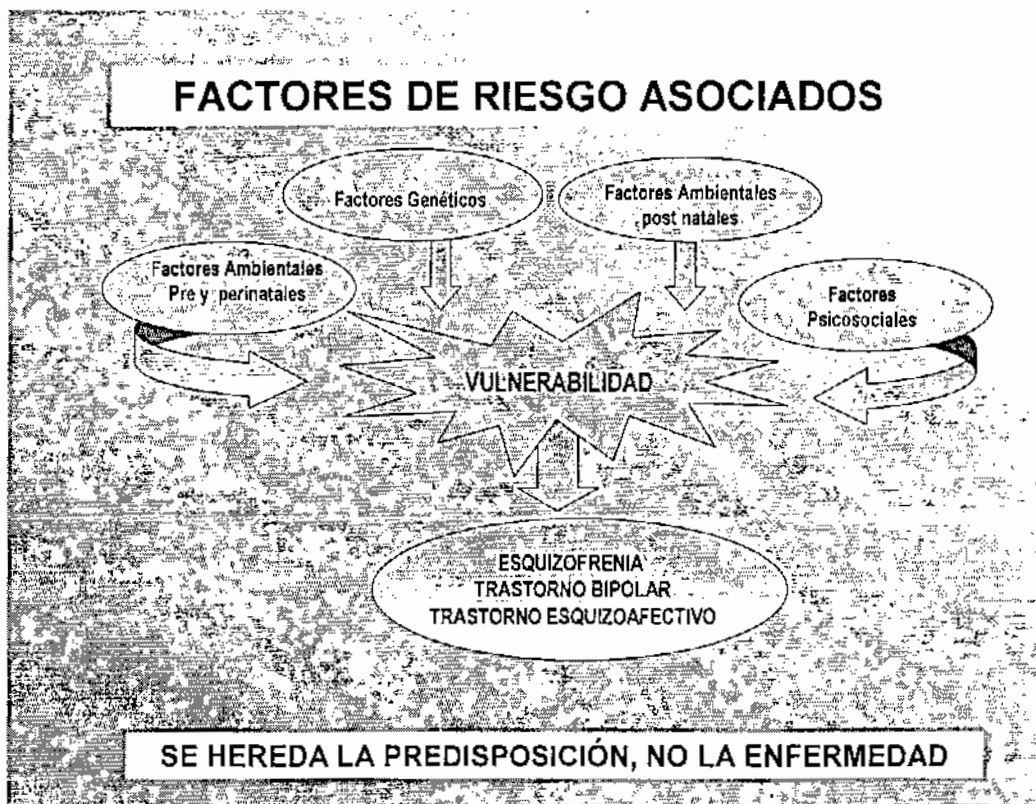 FACTORES DE RIESGO ASOCIADOS
Factores Genéticos
Factores Ambientales
post natales
Factores Ambientales
Pre y perinatales
Factores
Psicosociales
VULNERABILIDAD
ESQUIZOFRENIA
TRASTORNO BIPOLAR
TRASTORNO ESQUIZOAFECTIVO
SE HEREDA LA PREDISPOSICIÓN, NO LA ENFERMEDAD